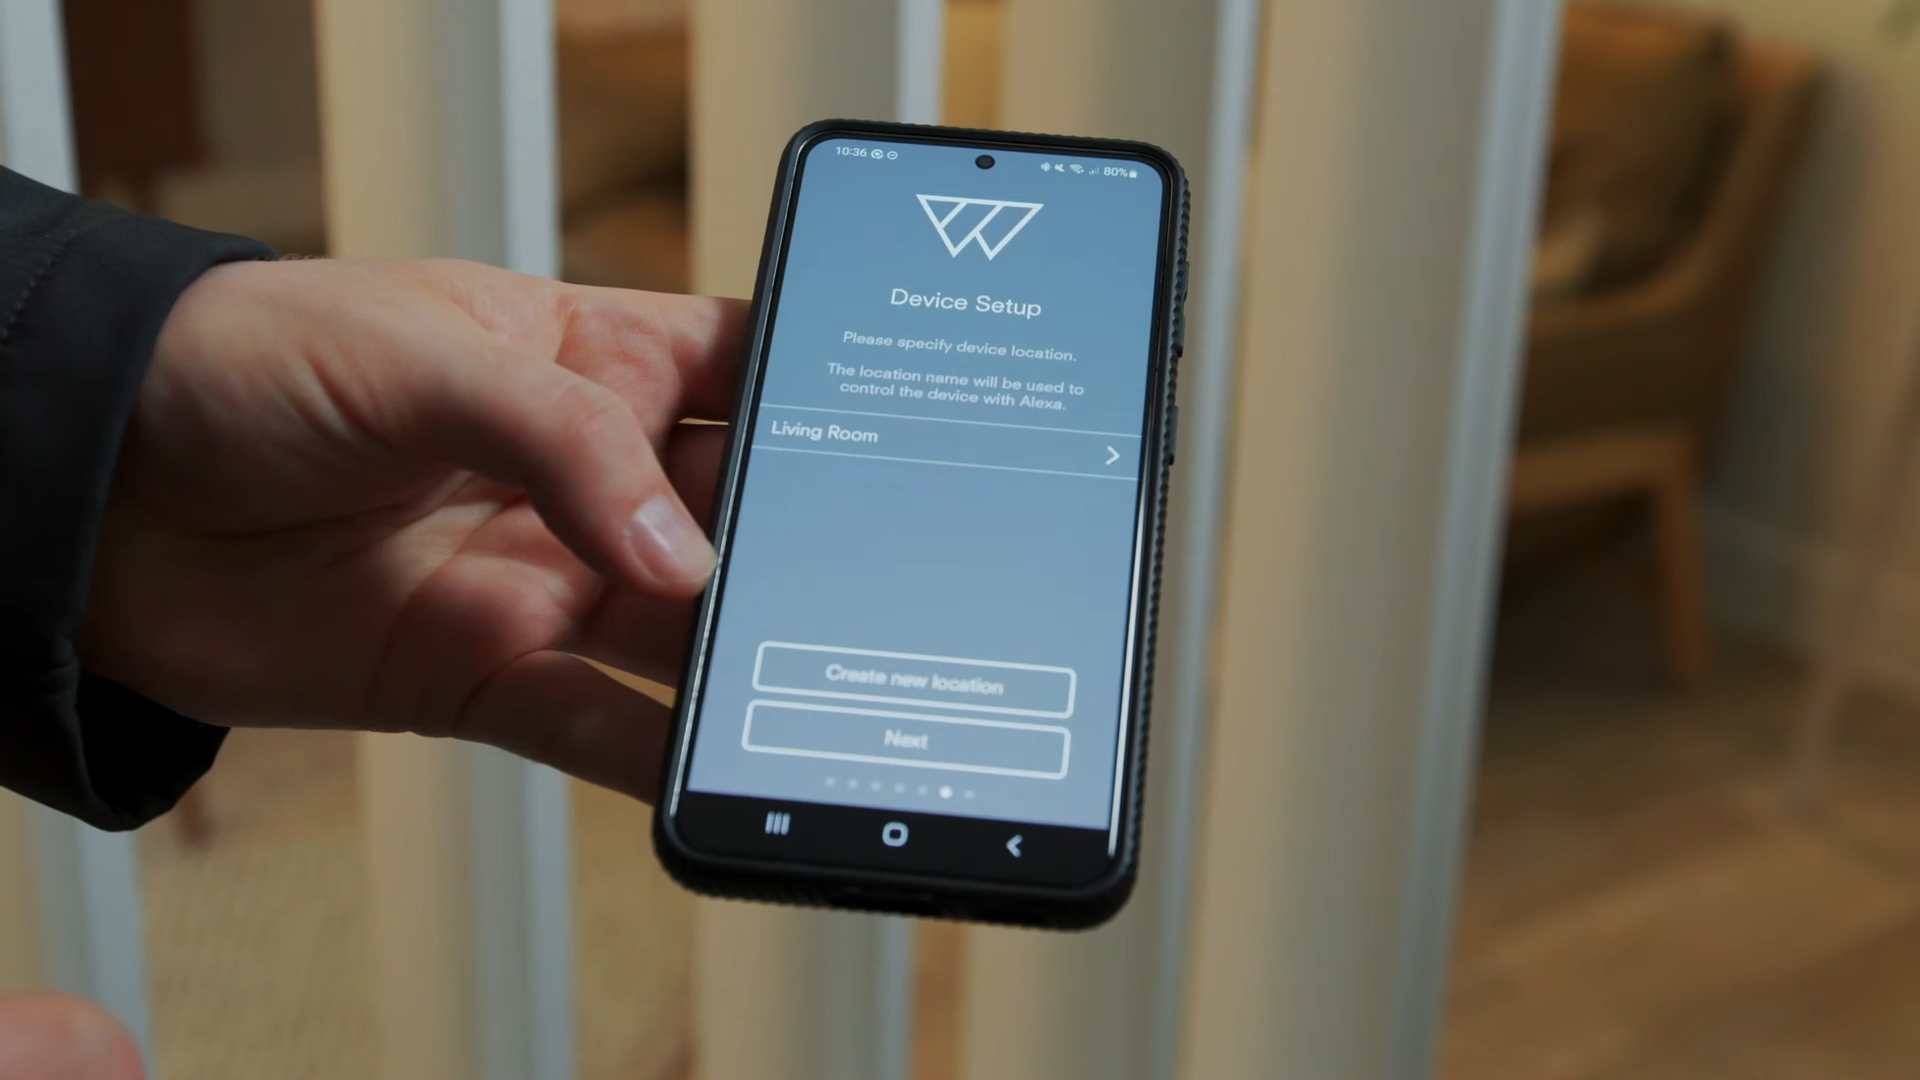 10:36
80%
Device Setup
Please specify device location.
The location name will be used to
control the device with Alexa.
Living Room
Create new location
Next